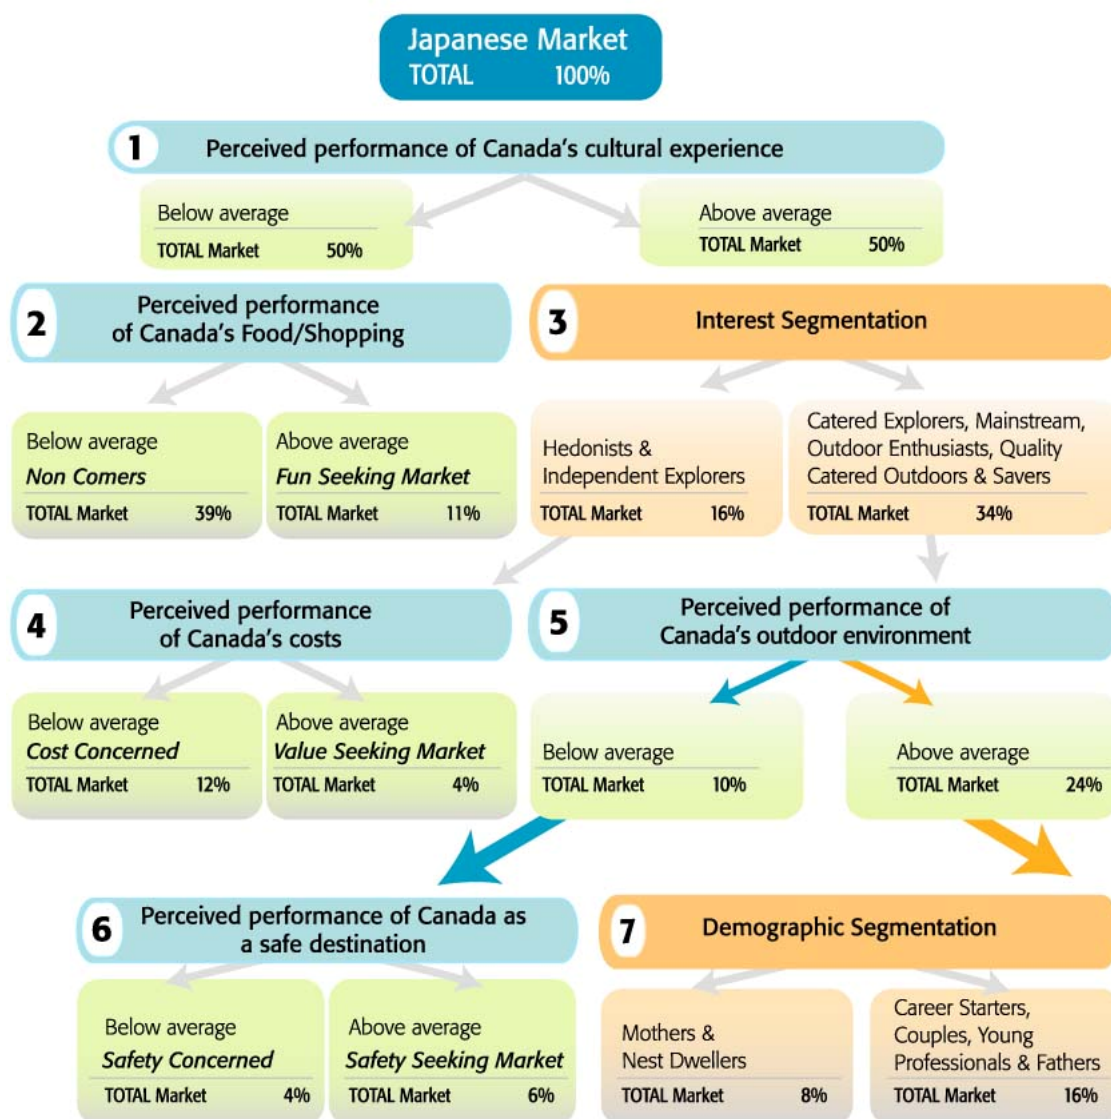 Japanese Market
TOTAL 100%
1
Perceived performance of Canada's cultural experience
Below average
TOTAL Market 50%
Above average
TOTAL Market 50%
2
Perceived performance
of Canada's Food/Shopping
3
Interest Segmentation
Below average
Non Comers
TOTAL Market 39%
Above average
Fun Seeking Market
TOTAL Market 11%
Hedonists &
Independent Explorers
TOTAL Market 16%
Catered Explorers, Mainstream,
Outdoor Enthusiasts, Quality
Catered Outdoors & Savers
TOTAL Market 34%
4
Perceived performance
of Canada's costs
5
Perceived performance of
Canada's outdoor environment
Below average
Cost Concerned
TOTAL Market 12%
Above average
Value Seeking Market
TOTAL Market 4%
Below average
TOTAL Market 10%
Above average
TOTAL Market 24%
6
Perceived performance of Canada as
a safe destination
7
Demographic Segmentation
Below average
Safety Concerned
TOTAL Market 4%
Above average
Safety Seeking Market
TOTAL Market 6%
Mothers &
Nest Dwellers
TOTAL Market 8%
Career Starters,
Couples, Young
Professionals & Fathers
TOTAL Market 16%